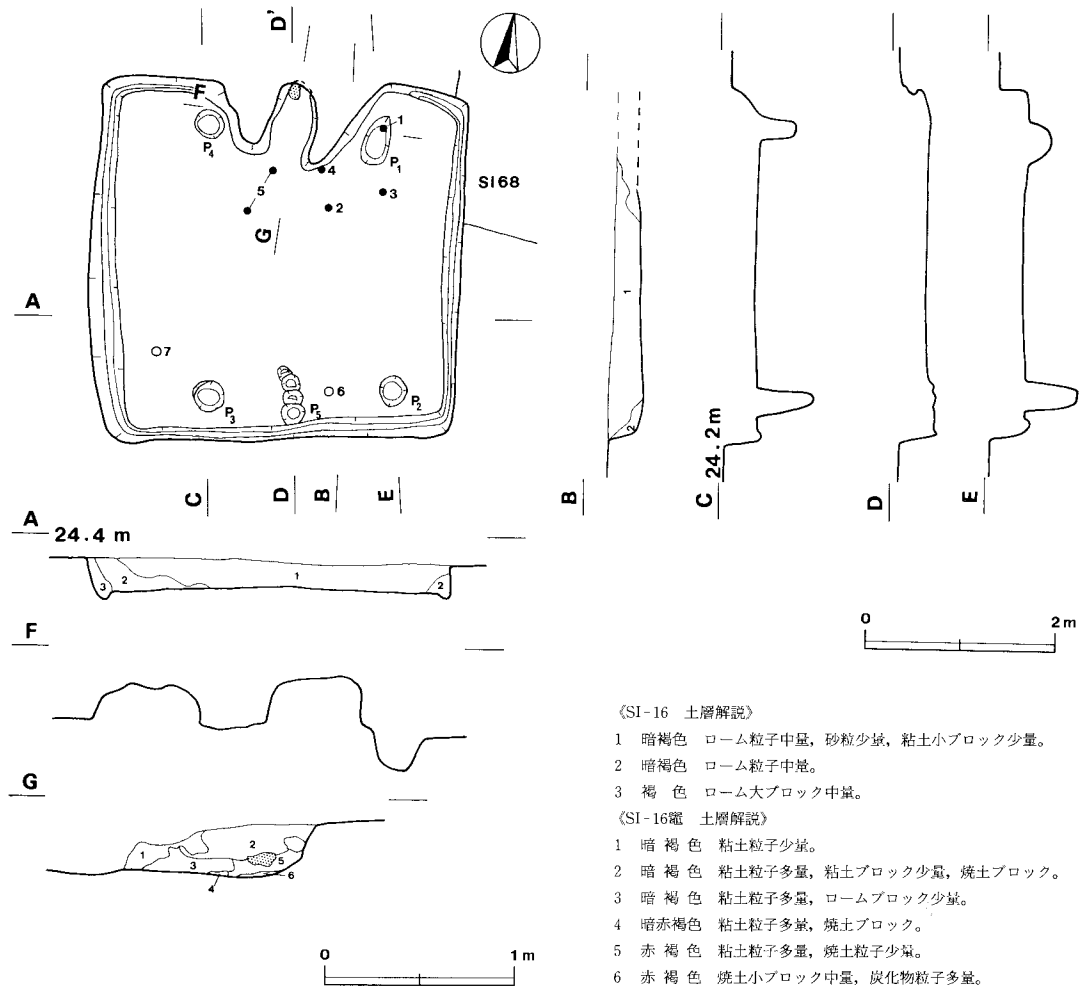 D'
F
1
P4
P1
4
5
3
SI68
2
G
A
7
6
P3
P5
P2
C
D
B
E
1
2
B
C
24.2m
D
E
A
24.4 m
3
2
1
2
F
G
1
2
3
5
4
6
0 2m
0 1m
《SI-16 土層解説》
1 暗褐色 ローム粒子中量，砂粒少量，粘土小ブロック少量。
2 暗褐色 ローム粒子中量。
3 褐 色 ローム大ブロック中量。
《SI-16竈 土層解説》
1 暗 褐 色 粘土粒子少量。
2 暗 褐 色 粘土粒子多量，粘土ブロック少量，焼土ブロック。
3 暗 褐 色 粘土粒子多量，ロームブロック少量。
4 暗赤褐色 粘土粒子多量，焼土ブロック。
5 赤 褐 色 粘土粒子多量，焼土粒子少量。
6 赤 褐 色 焼土小ブロック中量，炭化物粒子多量。